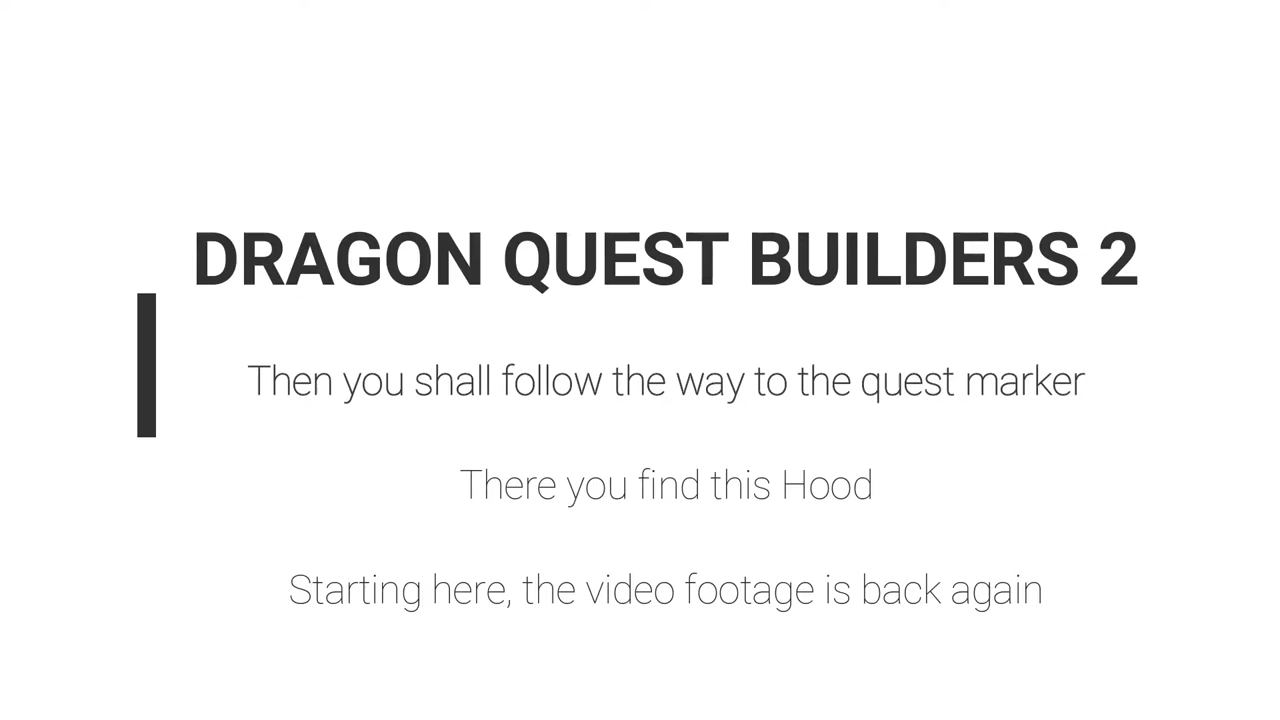 DRAGON QUEST BUILDERS 2
Then you shall follow the way to the quest marker
There you find this Hood
Starting here, the video footage is back again